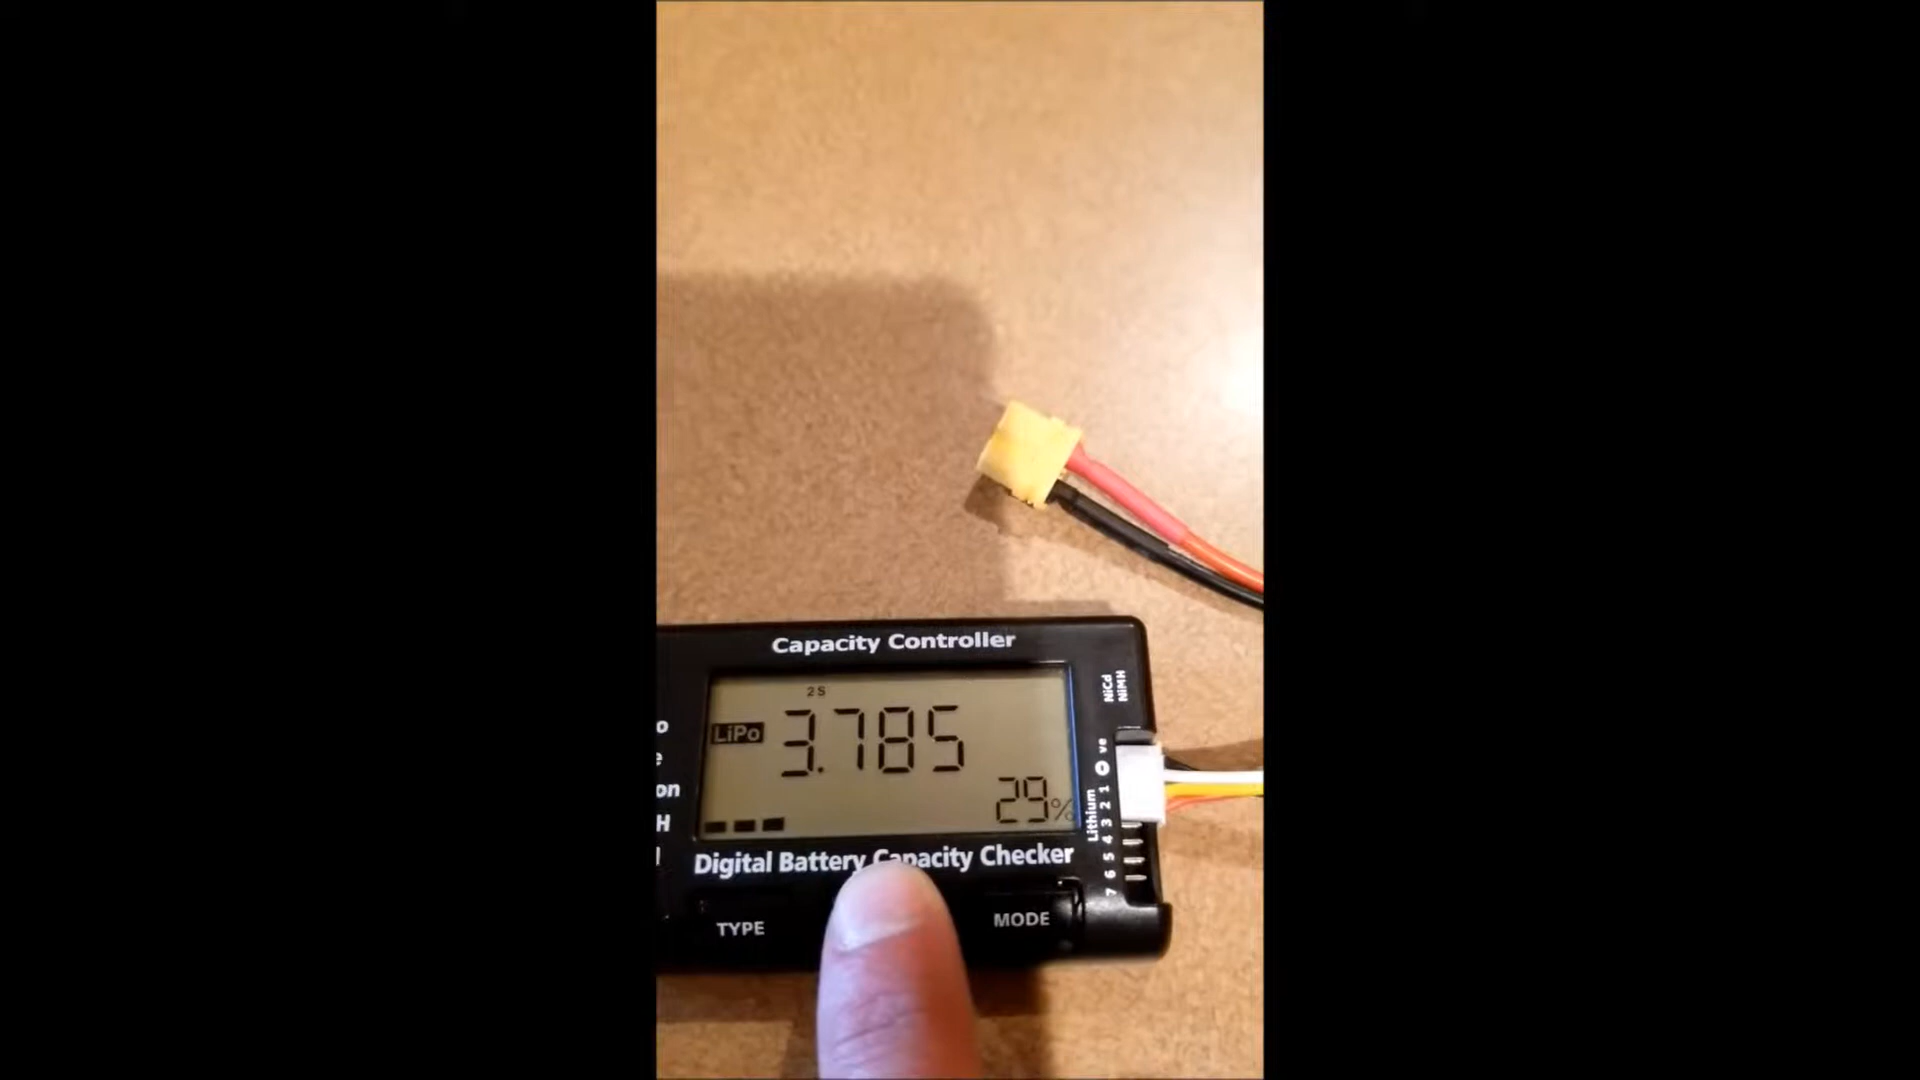 Capacity Controller
2S
LiPo 3.785
29%
Digital Battery Capacity Checker
TYPE
MODE
NiCd
NiMH
ve
Lithium
1 2 3 4 5 6 7
on
H